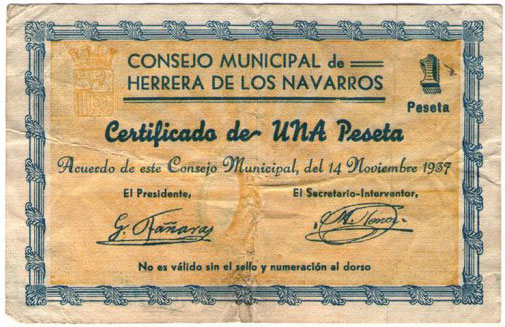 CONSEJO MUNICIPAL de
HERRERA DE LOS NAVARROS
1
Peseta
Certificado de UNA Peseta
Acuerdo de este Consejo Municipal, del 14 Noviembre 1937
El Presidente,
El Secretario-Interventor,
No es válido sin el sello y numeración al dorso